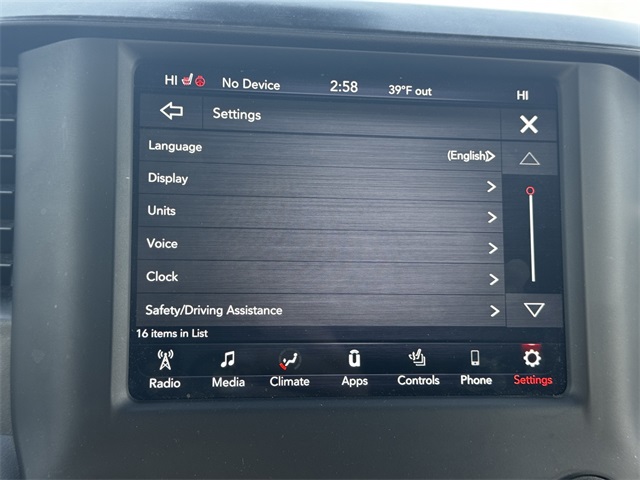 HI No Device 2:58 39°F out HI
Settings
Language (English)
Display
Units
Voice
Clock
Safety/Driving Assistance
16 items in List
Radio Media Climate Apps Controls Phone Settings